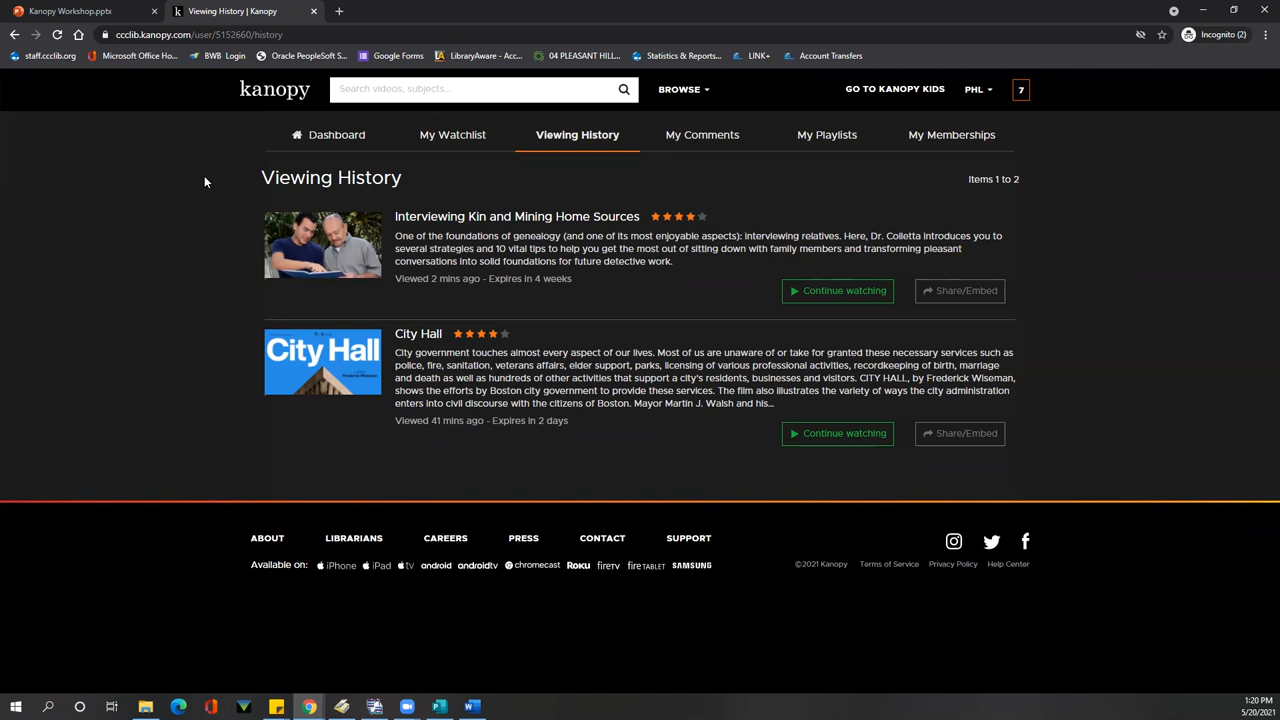 Kanopy Workshop.pptx
Viewing History | Kanopy
ccclib.kanopy.com/user/5152660/history
Incognito (2)
staff.ccclib.org
Microsoft Office Ho...
BWB Login
Oracle PeopleSoft S...
Google Forms
LibraryAware - Acc...
04 PLEASANT HILL...
Statistics & Reports...
LINK+
Account Transfers
kanopy
Search videos, subjects...
BROWSE
GO TO KANOPY KIDS
PHL
7
Dashboard
My Watchlist
Viewing History
My Comments
My Playlists
My Memberships
Viewing History
Items 1 to 2
Interviewing Kin and Mining Home Sources
One of the foundations of genealogy (and one of its most enjoyable aspects): interviewing relatives. Here, Dr. Colletta introduces you to
several strategies and 10 vital tips to help you get the most out of sitting down with family members and transforming pleasant
conversations into solid foundations for future detective work.
Viewed 2 mins ago - Expires in 4 weeks
Continue watching
Share/Embed
City Hall
City Hall
City government touches almost every aspect of our lives. Most of us are unaware of or take for granted these necessary services such as
police, fire, sanitation, veterans affairs, elder support, parks, licensing of various professional activities, recordkeeping of birth, marriage
and death as well as hundreds of other activities that support a city's residents, businesses and visitors. CITY HALL, by Frederick Wiseman,
shows the efforts by Boston city government to provide these services. The film also illustrates the variety of ways the city administration
enters into civil discourse with the citizens of Boston. Mayor Martin J. Walsh and his...
Viewed 41 mins ago - Expires in 2 days
Continue watching
Share/Embed
ABOUT
LIBRARIANS
CAREERS
PRESS
CONTACT
SUPPORT
Available on:
iPhone
iPad
tv
android
androidtv
chromecast
Roku
fireTV
fireTABLET
SAMSUNG
©2021 Kanopy
Terms of Service
Privacy Policy
Help Center
1:20 PM
5/20/2021